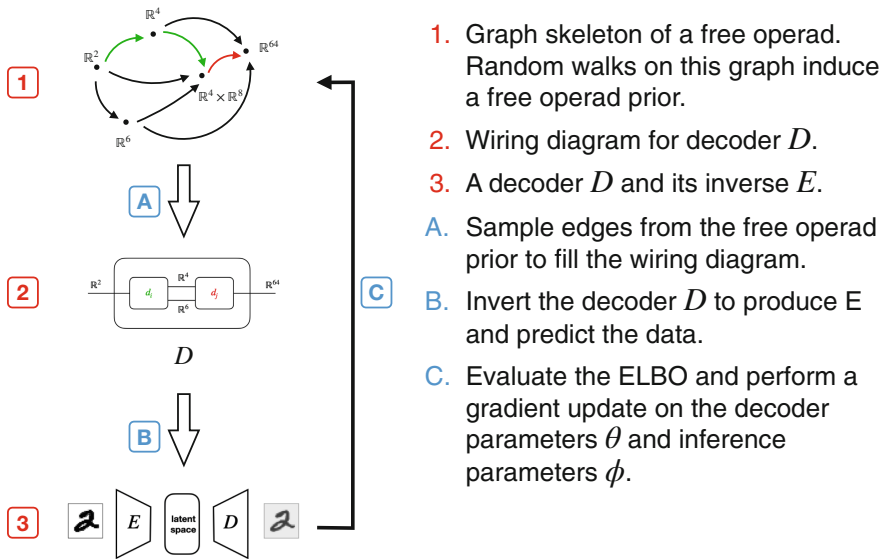 ℝ⁴
ℝ²
ℝ⁶⁴
1
ℝ⁴ × ℝ⁸
ℝ⁶
A
2
ℝ²
ℝ⁴
dᵢ
dⱼ
ℝ⁶
ℝ⁶⁴
D
C
B
3
2
E
latent
space
D
2
1. Graph skeleton of a free operad.
Random walks on this graph induce
a free operad prior.
2. Wiring diagram for decoder D.
3. A decoder D and its inverse E.
A. Sample edges from the free operad
prior to fill the wiring diagram.
B. Invert the decoder D to produce E
and predict the data.
C. Evaluate the ELBO and perform a
gradient update on the decoder
parameters θ and inference
parameters ϕ.